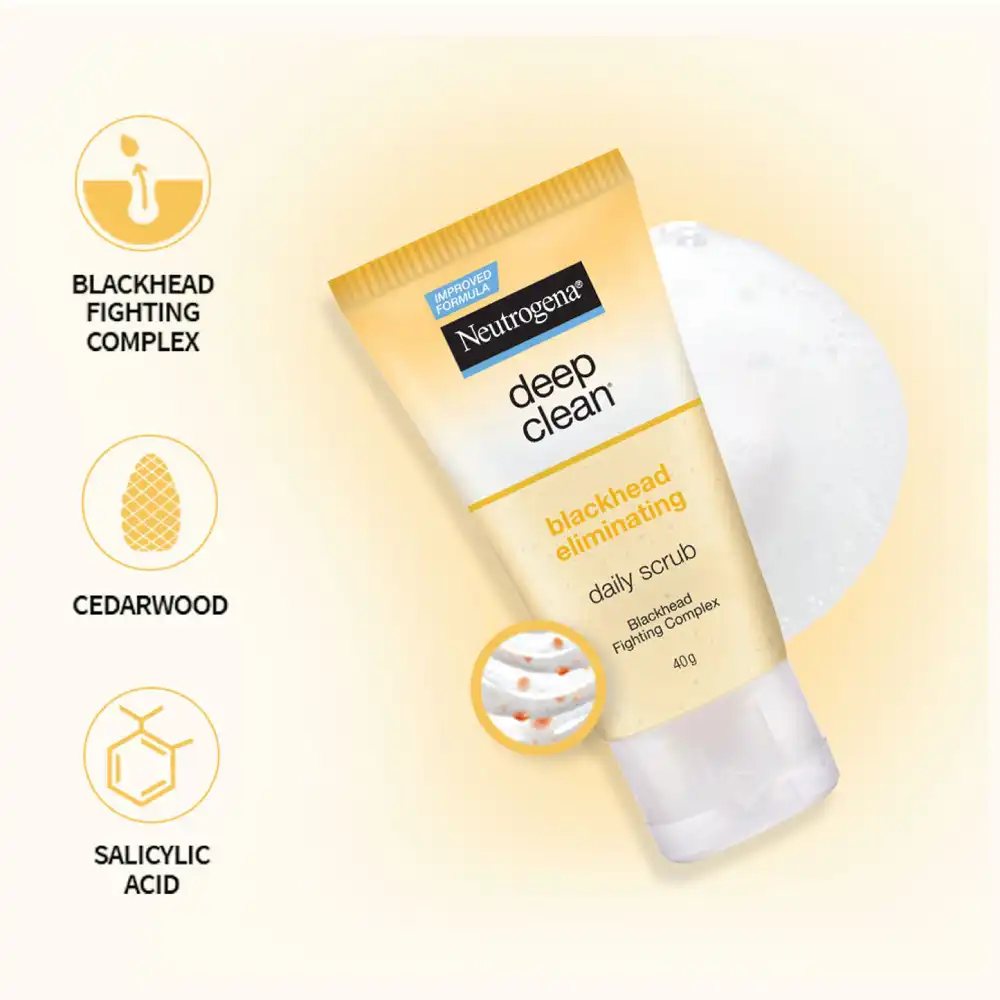 BLACKHEAD
FIGHTING
COMPLEX
CEDARWOOD
SALICYLIC
ACID
IMPROVED
FORMULA
Neutrogena®
deep
clean®
blackhead
eliminating
daily scrub
Blackhead
Fighting Complex
40g